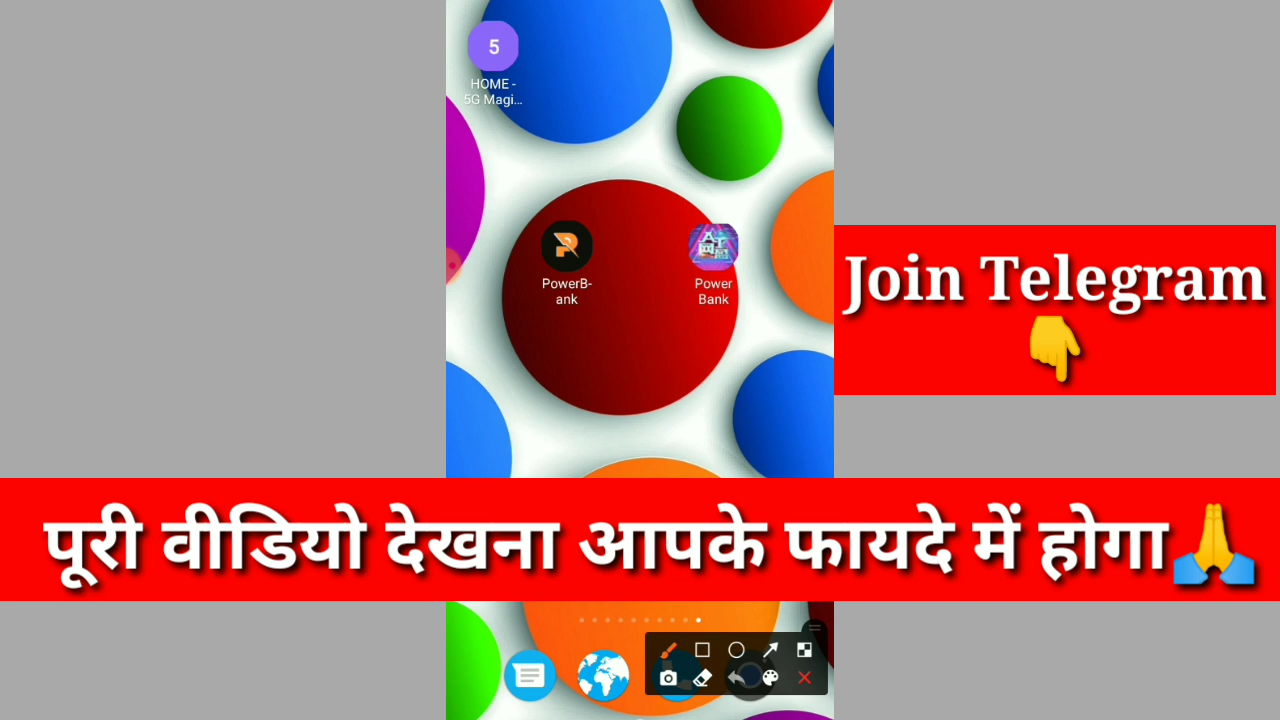 5
HOME -
5G Magi...
PowerB-
ank
Power
Bank
Join Telegram
👇
पूरी वीडियो देखना आपके फायदे में होगा🙏